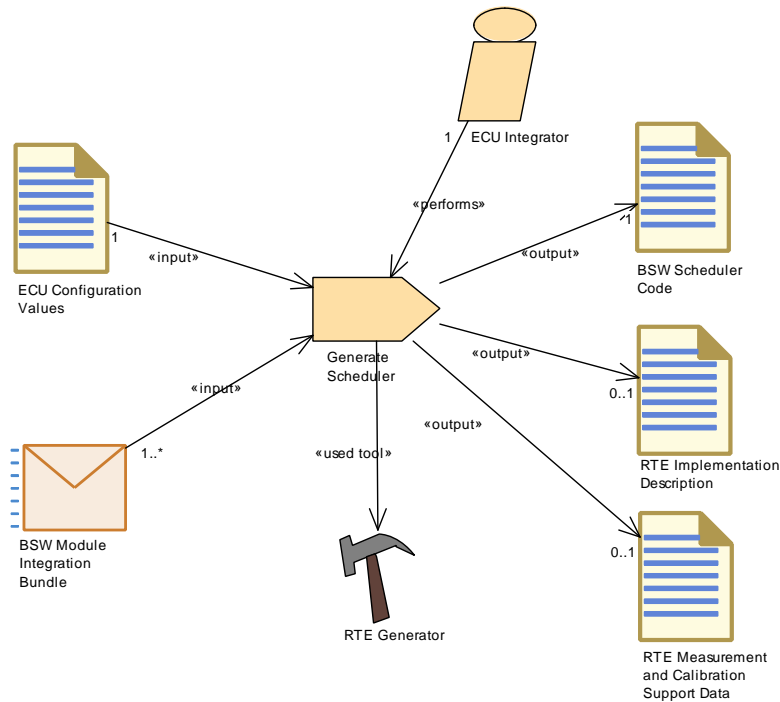 1
ECU Integrator
«performs»
1
«input»
ECU Configuration
Values
«output»
1
BSW Scheduler
Code
Generate
Scheduler
«output»
0..1
RTE Implementation
Description
«input»
1..*
BSW Module
Integration
Bundle
«output»
0..1
RTE Measurement
and Calibration
Support Data
«used tool»
RTE Generator